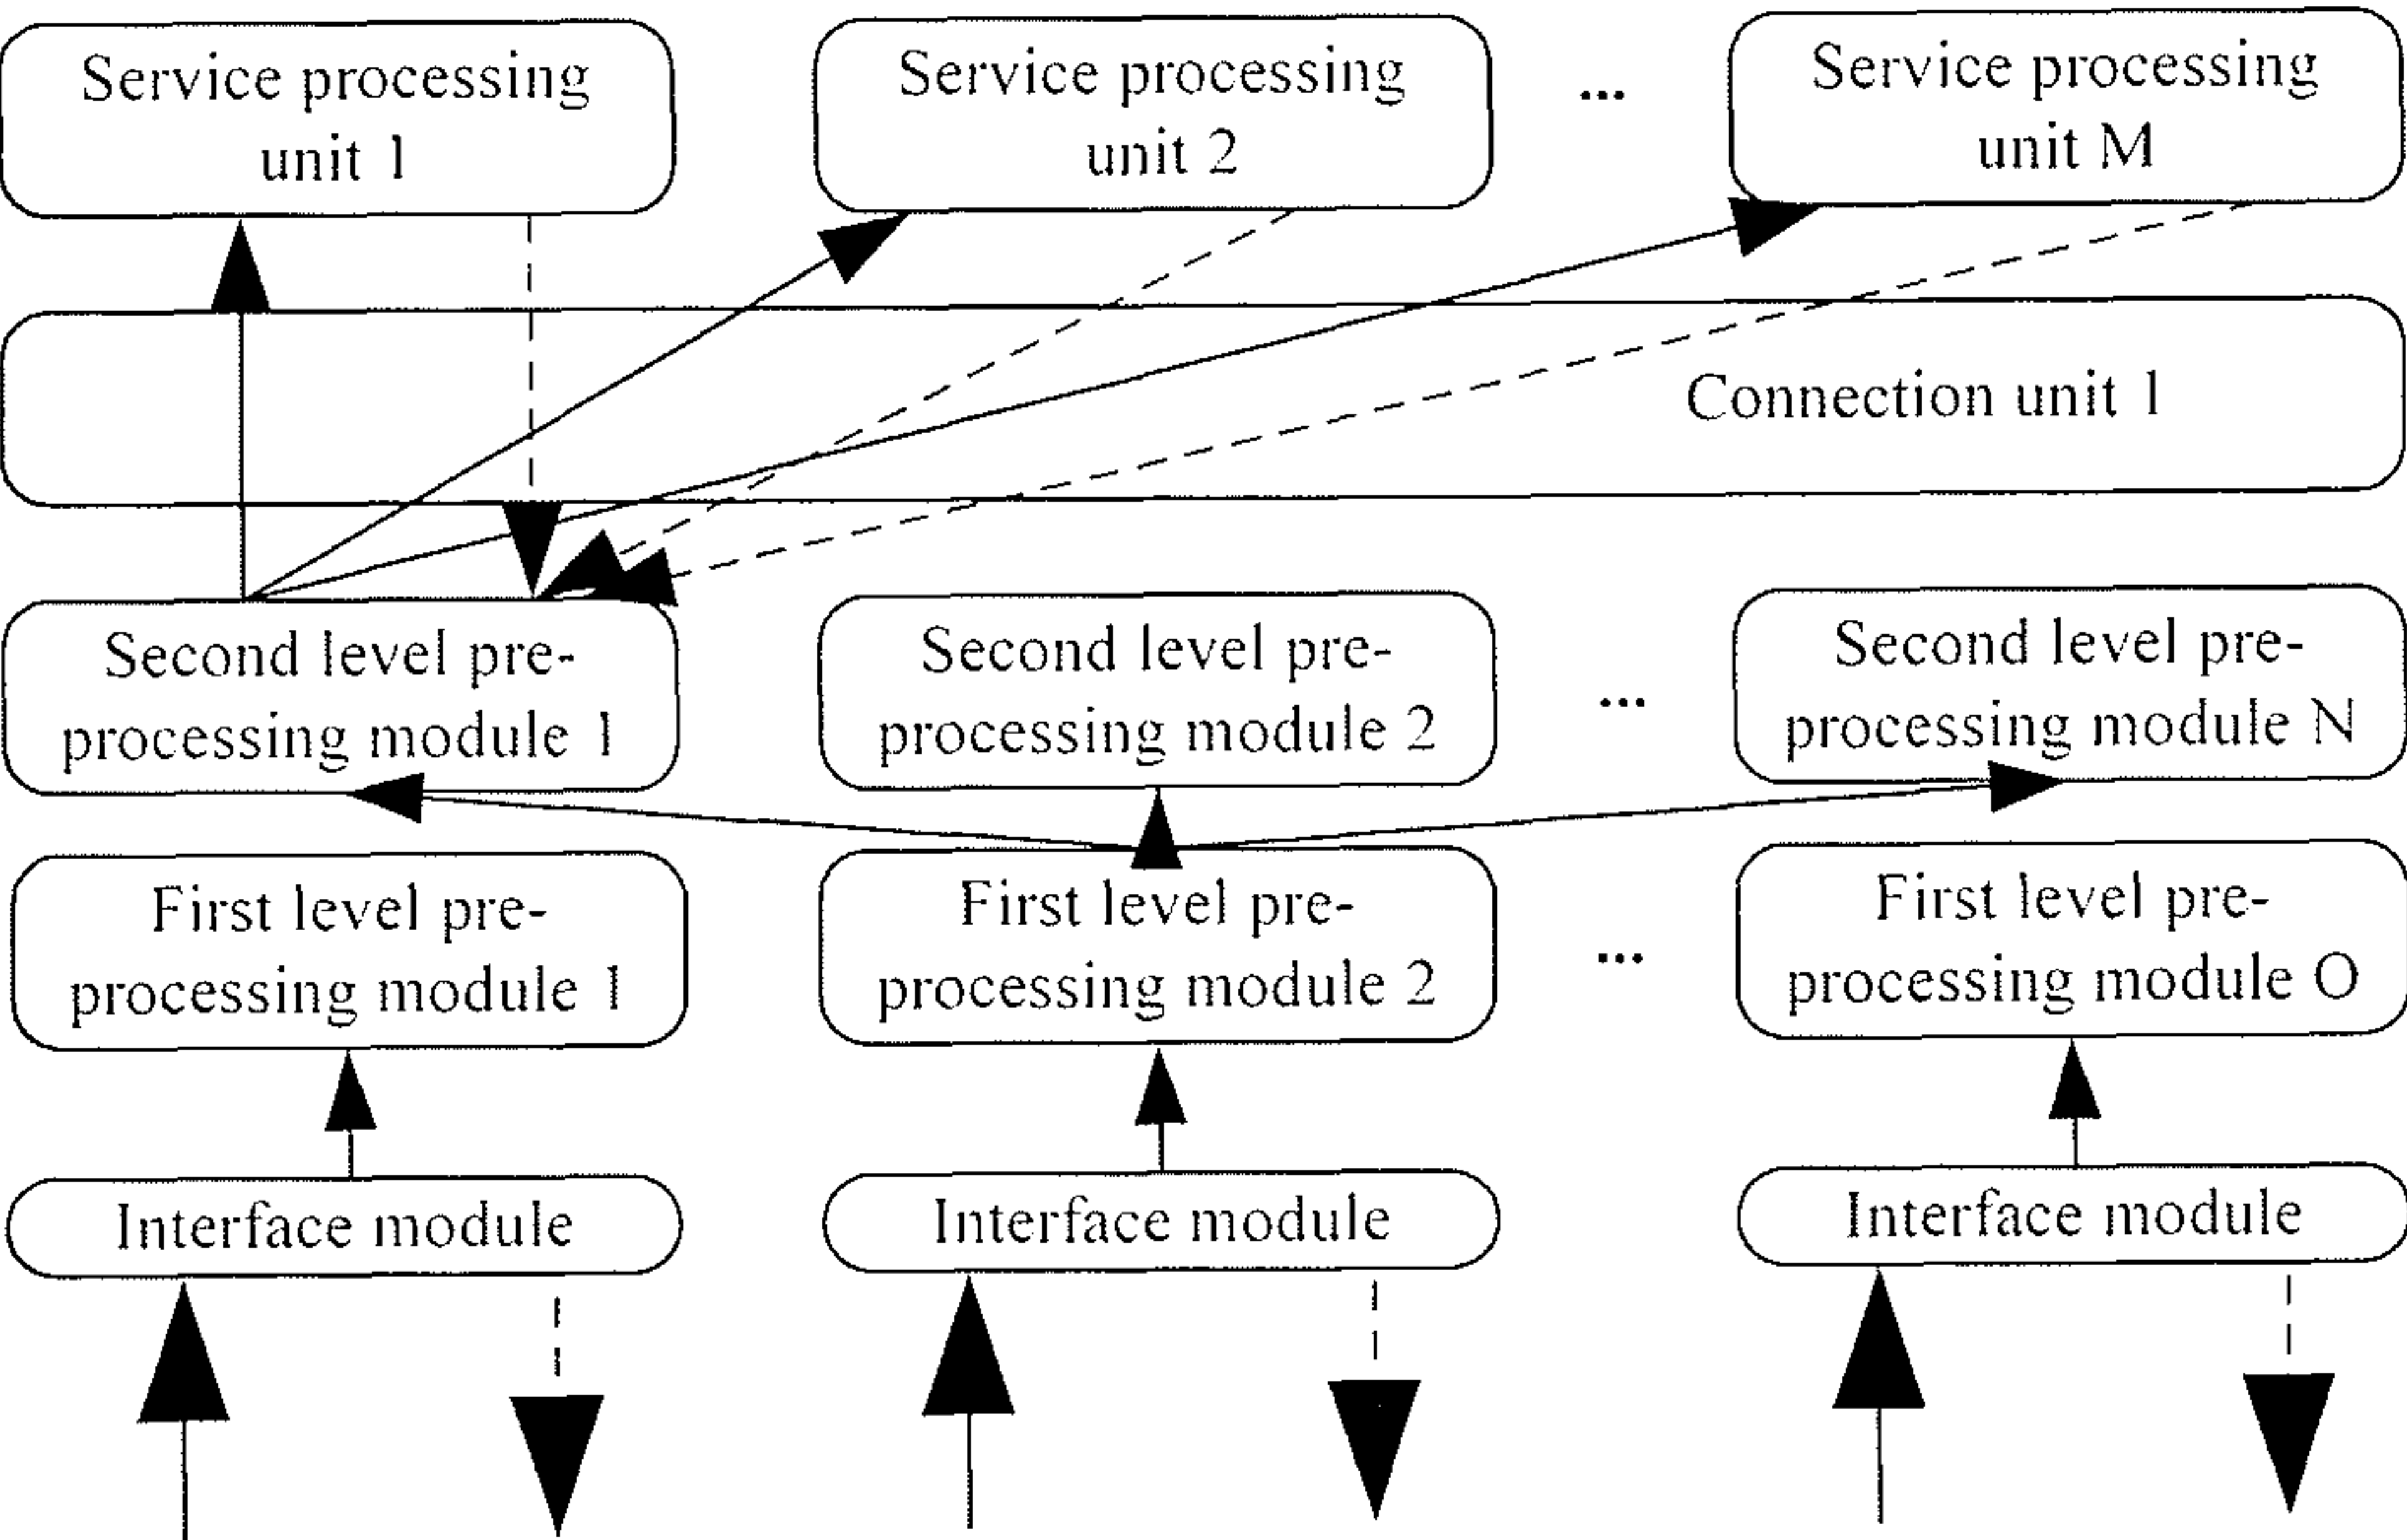 Service processing
unit 1
Service processing
unit 2
...
Service processing
unit M
Connection unit 1
Second level pre-
processing module 1
Second level pre-
processing module 2
...
Second level pre-
processing module N
First level pre-
processing module 1
First level pre-
processing module 2
...
First level pre-
processing module O
Interface module
Interface module
Interface module